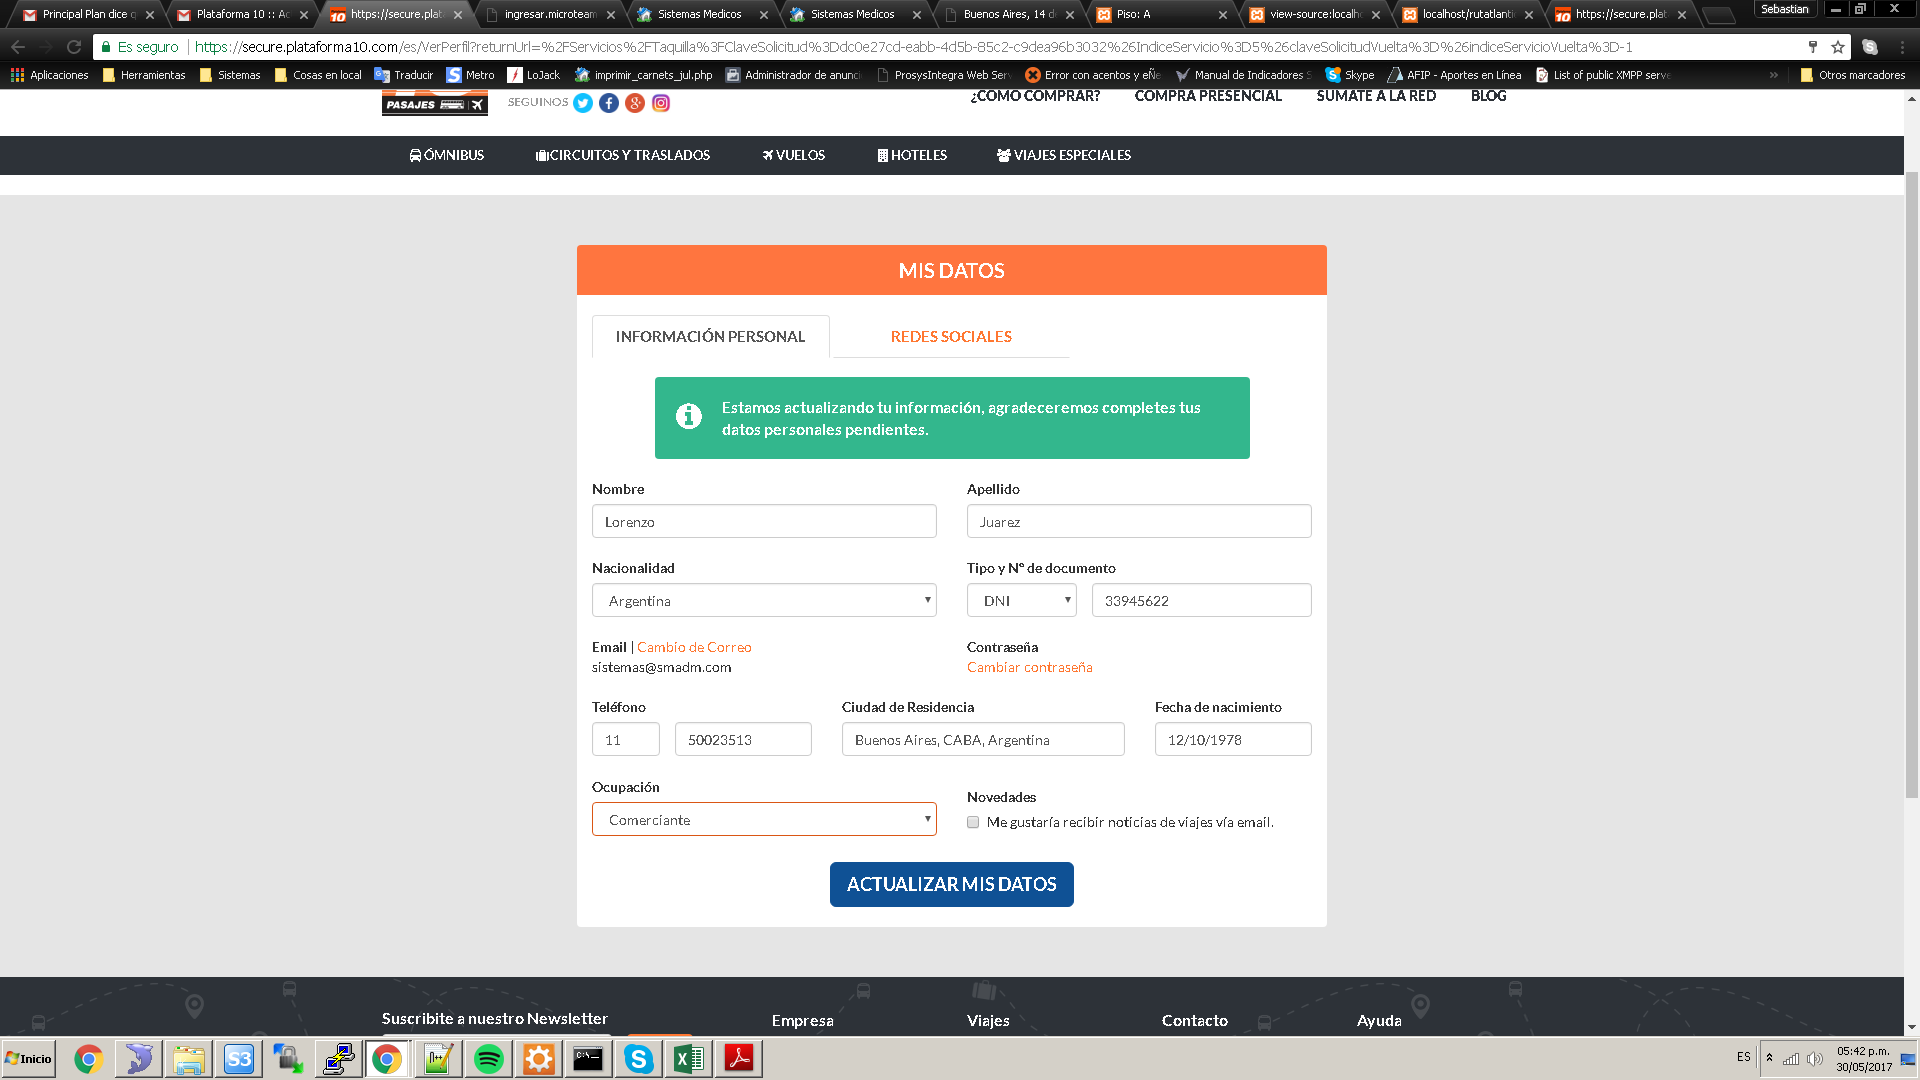 Principal Plan dice q
Plataforma 10 :: Ac
https://secure.plat
ingresar.microteam
Sistemas Medicos
Sistemas Medicos
Buenos Aires, 14 d
Piso: A
view-source:localh
localhost/rutatlanti
https://secure.plat
Sebastian
Es seguro
https://secure.plataforma10.com/es/VerPerfil?returnUrl=%2FServicios%2FTaquilla%3FClaveSolicitud%3Ddc0e27cd-eabb-4d5b-85c2-c9dea96b3032%26IndiceServicio%3D5%26claveSolicitudVuelta%3D%26indiceServicioVuelta%3D-1
Aplicaciones
Herramientas
Sistemas
Cosas en local
Traducir
Metro
LoJack
imprimir_carnets_jul.php
Administrador de anunci
ProsysIntegra Web Serv
Error con acentos y eÑe
Manual de Indicadores S
Skype
AFIP - Aportes en Línea
List of public XMPP serve
»
Otros marcadores
PASAJES
SEGUINOS
¿COMO COMPRAR?
COMPRA PRESENCIAL
SUMATE A LA RED
BLOG
ÓMNIBUS
CIRCUITOS Y TRASLADOS
VUELOS
HOTELES
VIAJES ESPECIALES
MIS DATOS
INFORMACIÓN PERSONAL
REDES SOCIALES
Estamos actualizando tu información, agradeceremos completes tus
datos personales pendientes.
Nombre
Apellido
Lorenzo
Juarez
Nacionalidad
Tipo y Nº de documento
Argentina
DNI
33945622
Email | Cambío de Correo
Contraseña
sistemas@smadm.com
Cambiar contraseña
Teléfono
Ciudad de Residencia
Fecha de nacimiento
11
50023513
Buenos Aires, CABA, Argentina
12/10/1978
Ocupación
Novedades
Comerciante
Me gustaría recibir noticias de viajes vía email.
ACTUALIZAR MIS DATOS
Suscribite a nuestro Newsletter
Empresa
Viajes
Contacto
Ayuda
Inicio
S3
ES
05:42 p.m.
30/05/2017